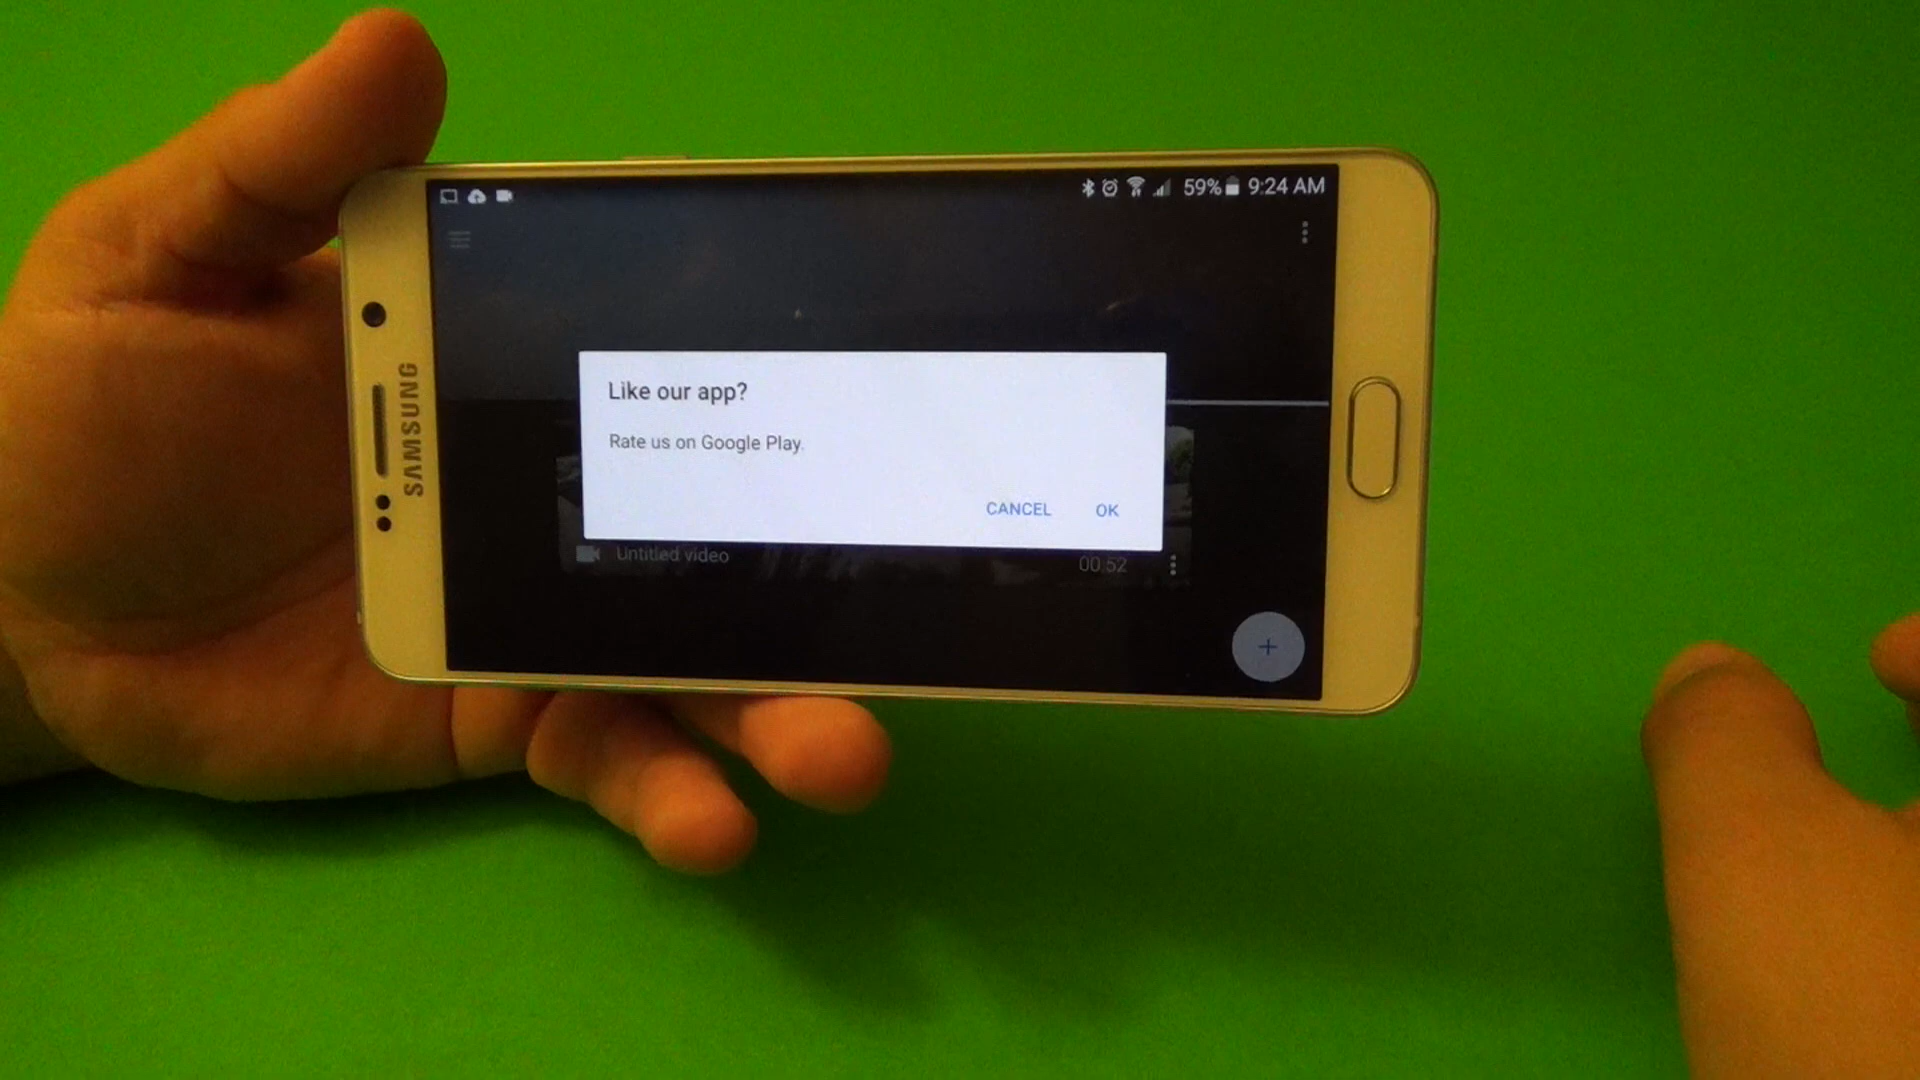 59% 9:24 AM
SAMSUNG
Like our app?
Rate us on Google Play.
CANCEL OK
Untitled video 00:52